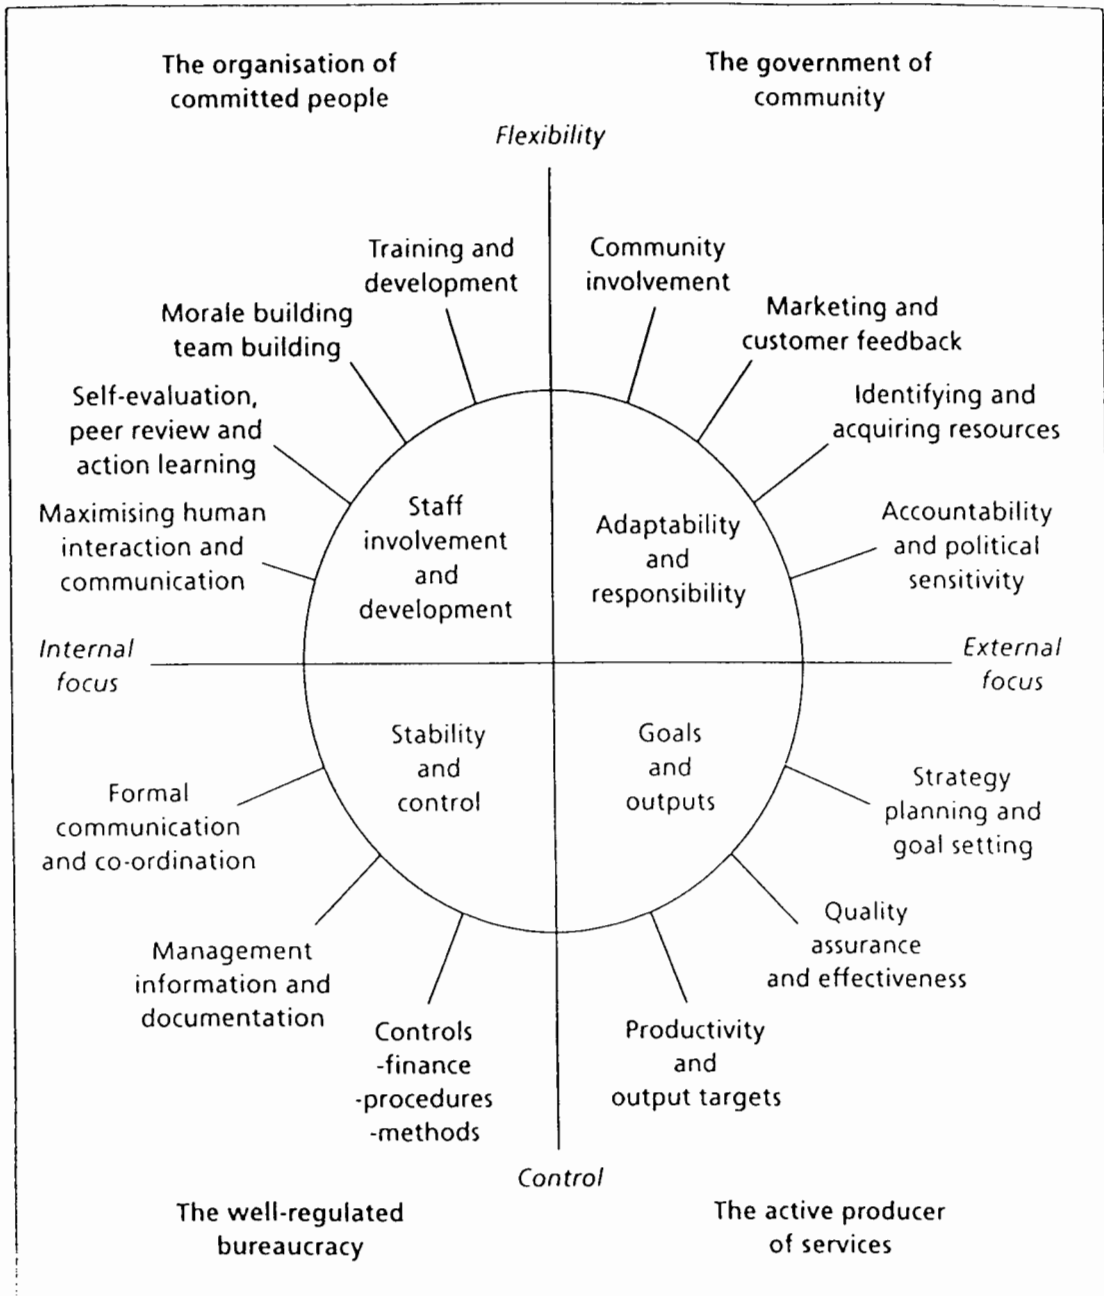 The organisation of
committed people
The government of
community
Flexibility
Training and
development
Community
involvement
Morale building
team building
Marketing and
customer feedback
Self-evaluation,
peer review and
action learning
Identifying and
acquiring resources
Maximising human
interaction and
communication
Staff
involvement
and
development
Adaptability
and
responsibility
Accountability
and political
sensitivity
Internal
focus
External
focus
Stability
and
control
Goals
and
outputs
Formal
communication
and co-ordination
Strategy
planning and
goal setting
Management
information and
documentation
Quality
assurance
and effectiveness
Controls
-finance
-procedures
-methods
Productivity
and
output targets
Control
The well-regulated
bureaucracy
The active producer
of services